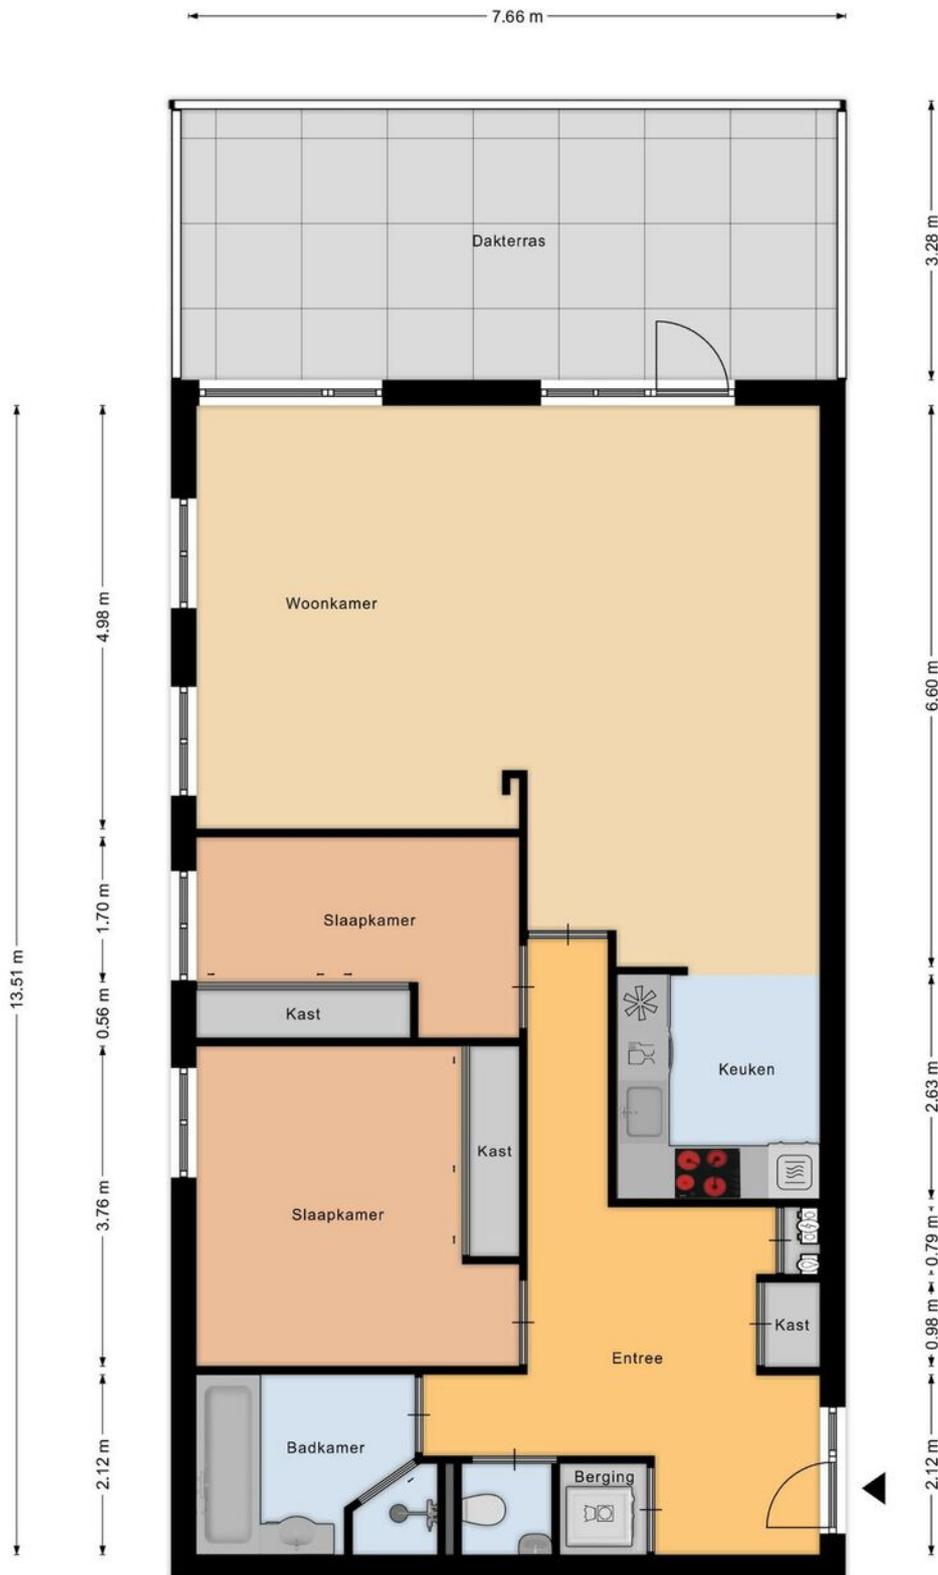 7.66 m
3.28 m
Dakterras
Woonkamer
4.98 m
6.60 m
13.51 m
1.70 m
Slaapkamer
0.56 m
Kast
Keuken
2.63 m
Kast
3.76 m
Slaapkamer
0.79 m
0.98 m
Kast
Entree
Badkamer
2.12 m
Berging
2.12 m